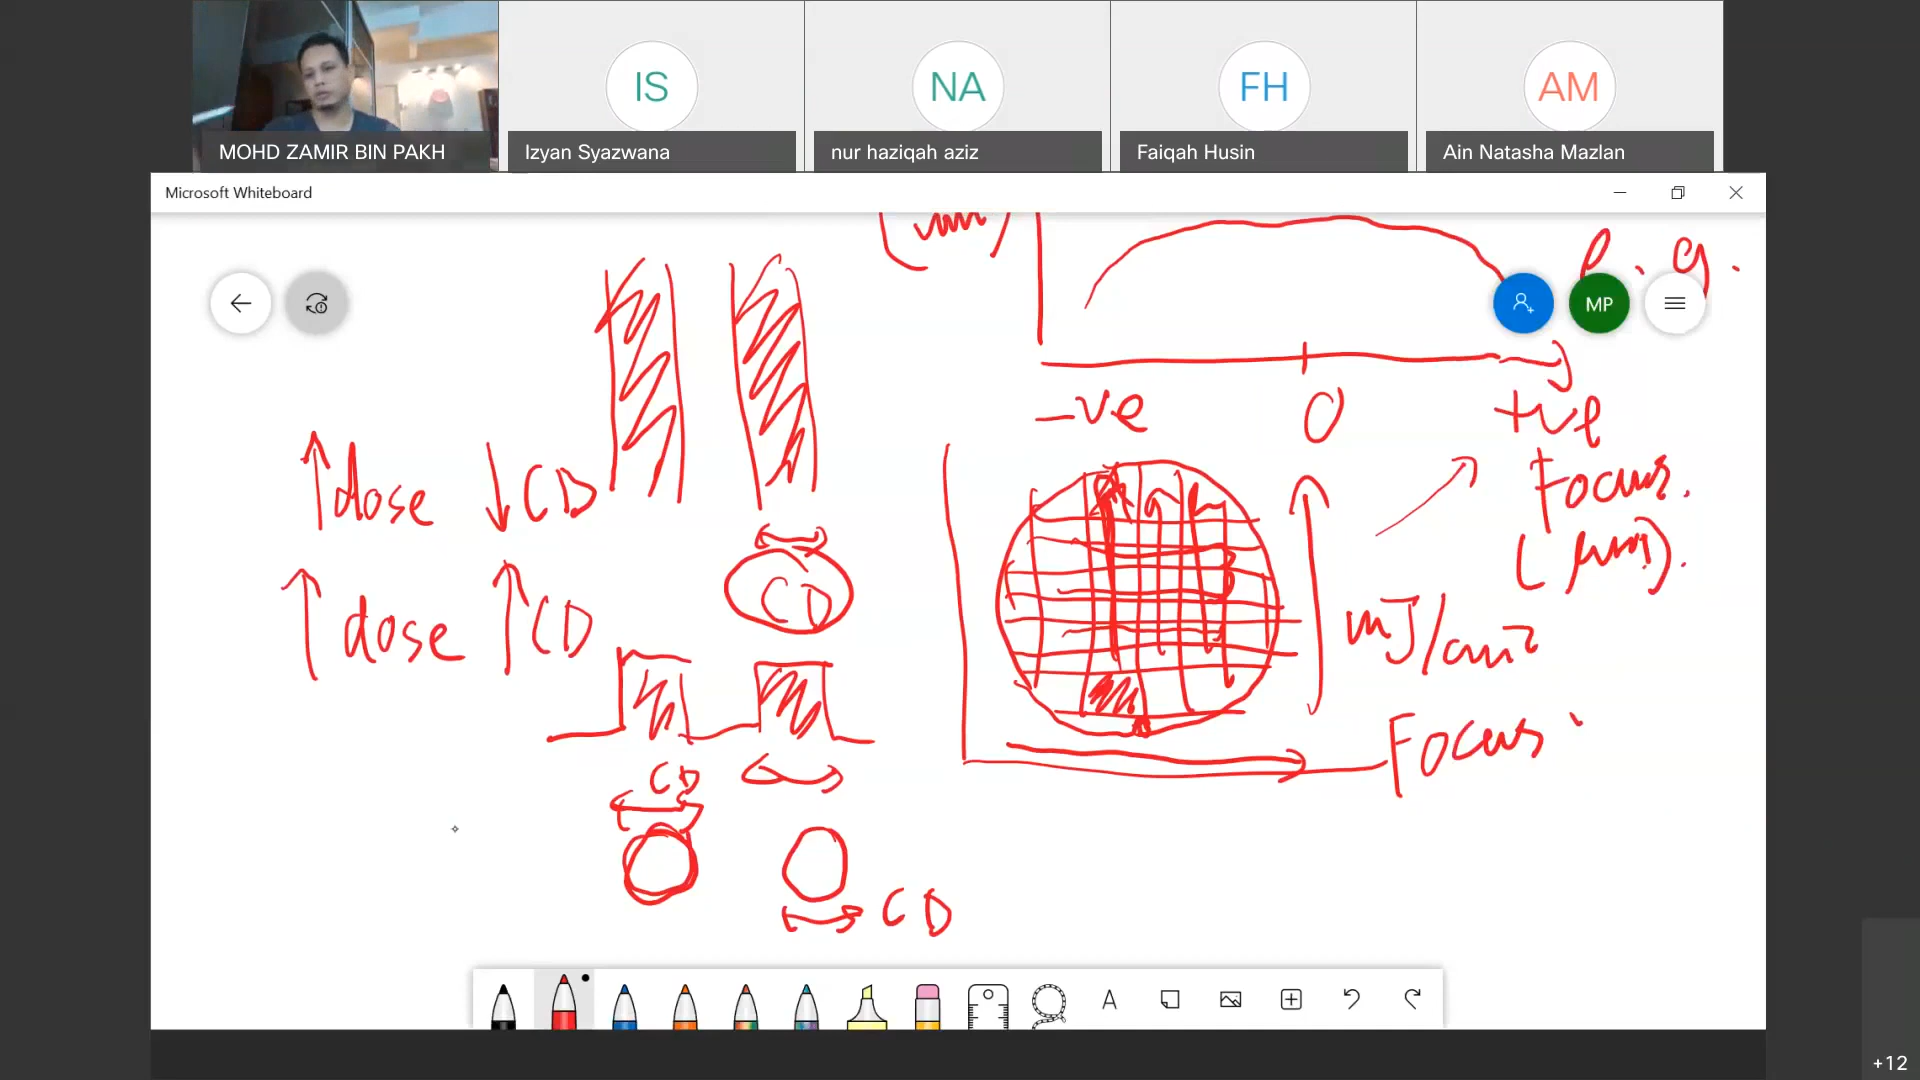 IS
NA
FH
AM
MOHD ZAMIR BIN PAKH
Izyan Syazwana
nur haziqah aziz
Faiqah Husin
Ain Natasha Mazlan
Microsoft Whiteboard
MP
-ve
0
+ve
Focus.
(μm).
↑ dose ↓ CD
↑ dose ↑ CD
CD
mJ/cm²
Focus
CD
CD
A
+12